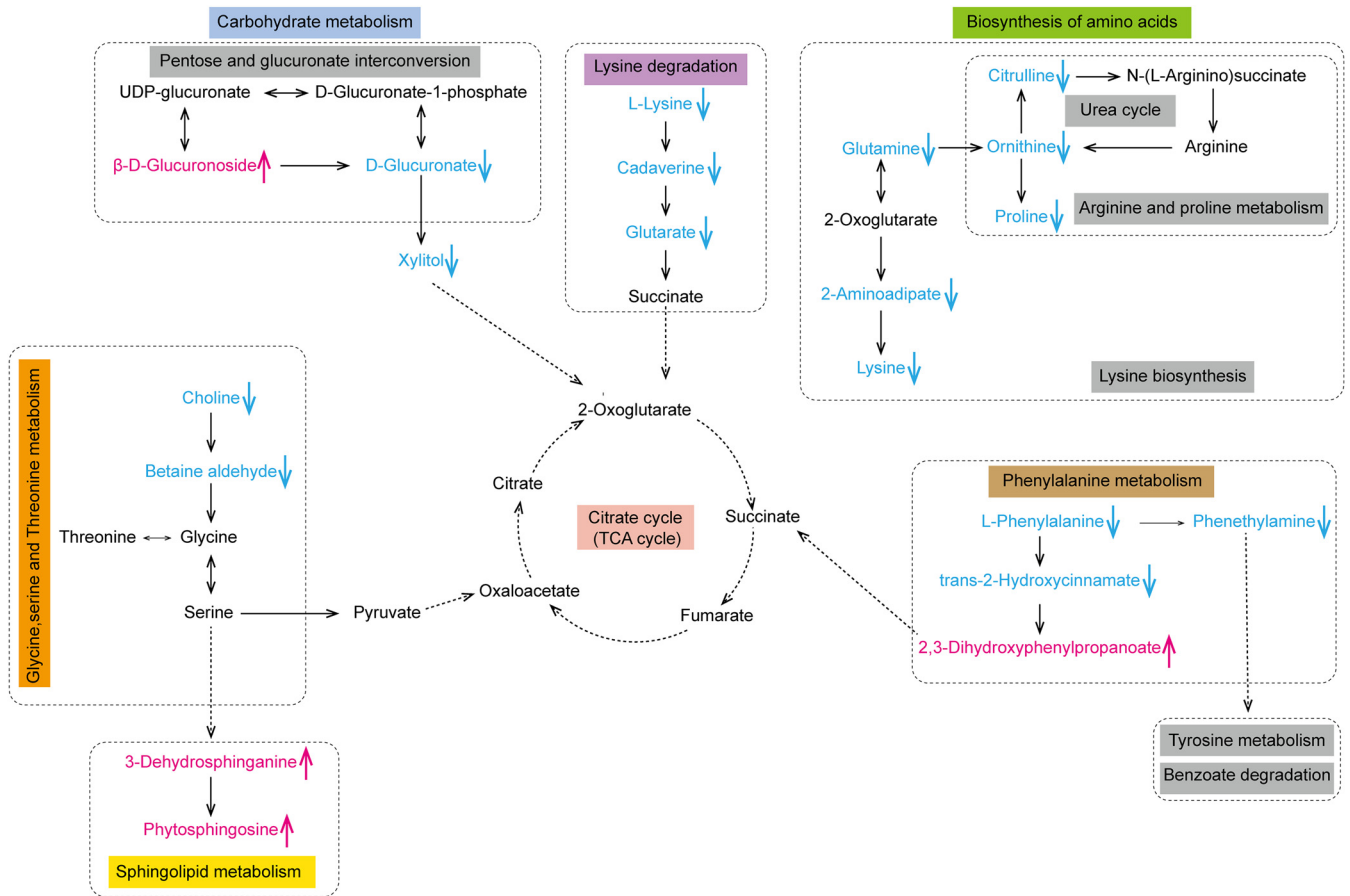 Carbohydrate metabolism
Pentose and glucuronate interconversion
UDP-glucuronate
D-Glucuronate-1-phosphate
β-D-Glucuronoside
D-Glucuronate
Xylitol
Lysine degradation
L-Lysine
Cadaverine
Glutarate
Succinate
Biosynthesis of amino acids
Citrulline
N-(L-Arginino)succinate
Urea cycle
Glutamine
Ornithine
Arginine
Proline
Arginine and proline metabolism
2-Oxoglutarate
2-Aminoadipate
Lysine
Lysine biosynthesis
Glycine,serine and Threonine metabolism
Choline
Betaine aldehyde
Threonine
Glycine
Serine
Pyruvate
2-Oxoglutarate
Citrate
Citrate cycle
(TCA cycle)
Succinate
Oxaloacetate
Fumarate
Phenylalanine metabolism
L-Phenylalanine
Phenethylamine
trans-2-Hydroxycinnamate
2,3-Dihydroxyphenylpropanoate
Tyrosine metabolism
Benzoate degradation
3-Dehydrosphinganine
Phytosphingosine
Sphingolipid metabolism